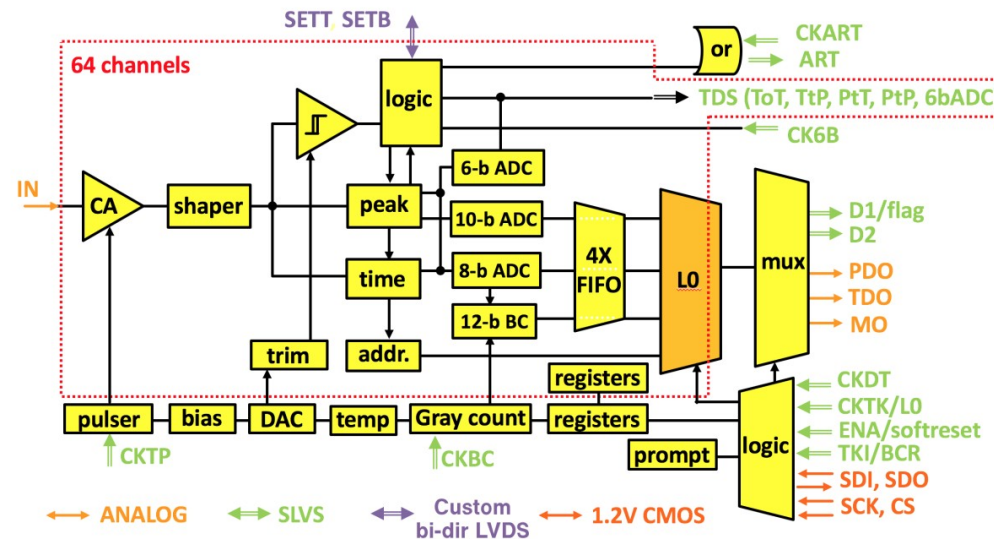 SETT, SETB
64 channels
or
CKART
ART
logic
TDS (ToT, TtP, PtT, PtP, 6bADC
CK6B
IN
CA
shaper
peak
6-b ADC
10-b ADC
time
8-b ADC
12-b BC
4X
FIFO
L0
mux
D1/flag
D2
PDO
TDO
MO
trim
addr.
registers
pulser
bias
DAC
temp
Gray count
registers
logic
prompt
CKTP
CKBC
CKDT
CKTK/L0
ENA/softreset
TKI/BCR
SDI, SDO
SCK, CS
ANALOG
SLVS
Custom
bi-dir LVDS
1.2V CMOS